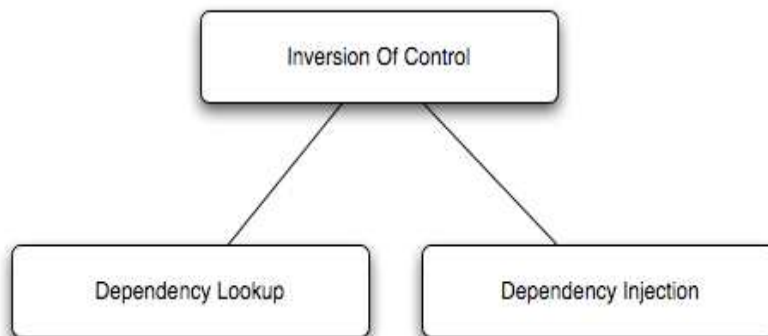 Inversion Of Control
Dependency Lookup
Dependency Injection